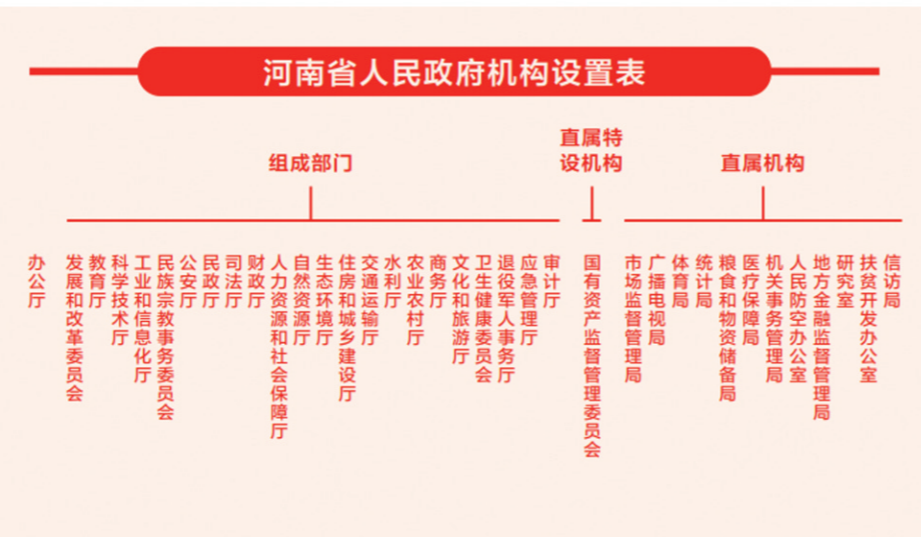 河南省人民政府机构设置表
组成部门
直属特
设机构
直属机构
办公厅
发展和改革委员会
教育厅
科学技术厅
工业和信息化厅
民族宗教事务委员会
公安厅
民政厅
司法厅
财政厅
人力资源和社会保障厅
自然资源厅
生态环境厅
住房和城乡建设厅
交通运输厅
水利厅
农业农村厅
商务厅
文化和旅游厅
卫生健康委员会
退役军人事务厅
应急管理厅
审计厅
国有资产监督管理委员会
市场监督管理局
广播电视局
体育局
统计局
粮食和物资储备局
医疗保障局
机关事务管理局
人民防空办公室
地方金融监督管理局
研究室
扶贫开发办公室
信访局